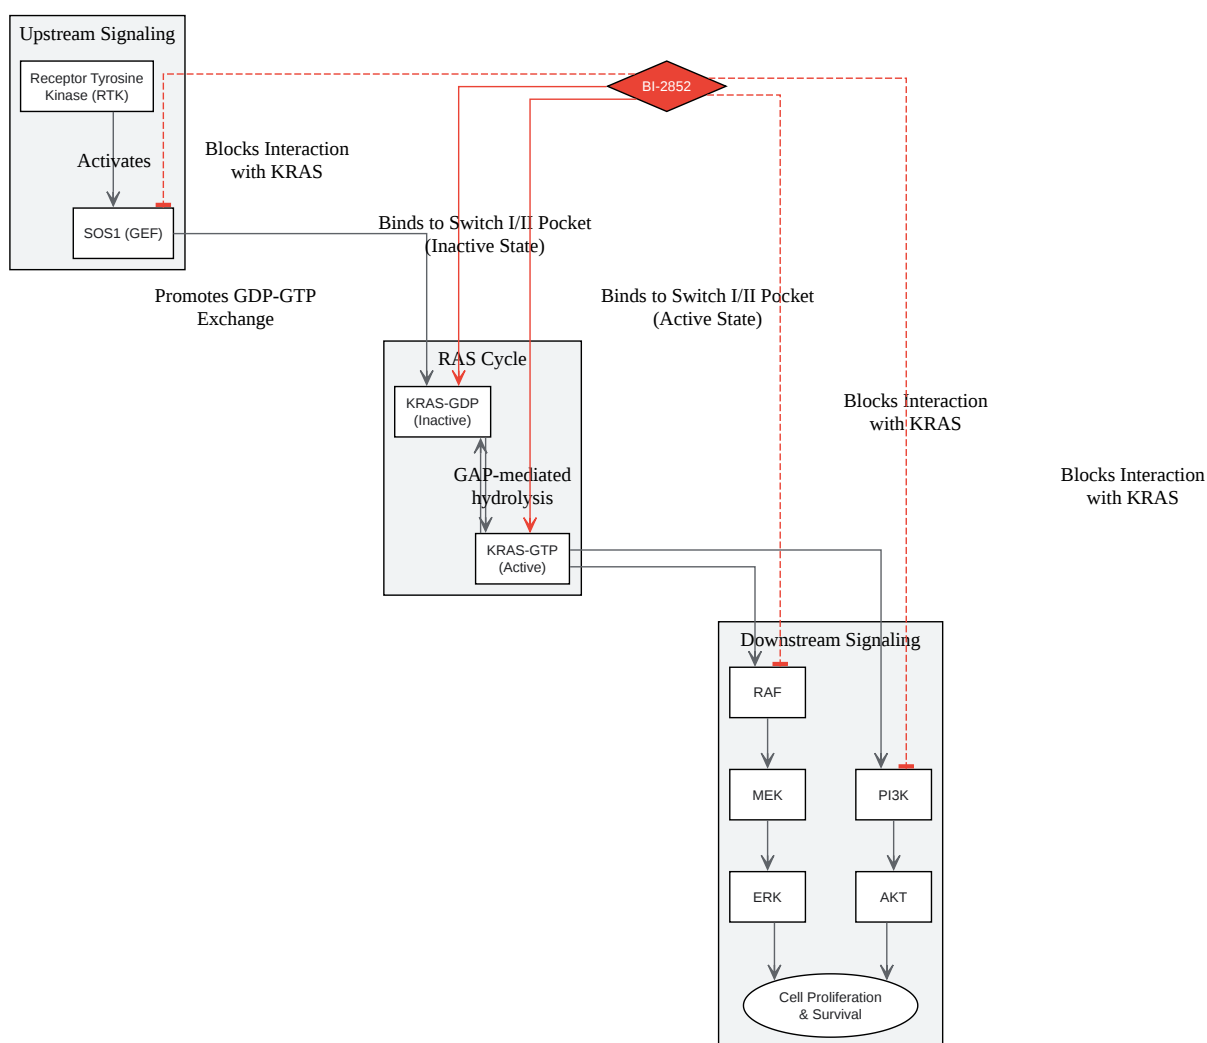 Upstream Signaling
Receptor Tyrosine
Kinase (RTK)
BI-2852
Activates
Blocks Interaction
with KRAS
SOS1 (GEF)
Binds to Switch I/II Pocket
(Inactive State)
Promotes GDP-GTP
Exchange
Binds to Switch I/II Pocket
(Active State)
RAS Cycle
KRAS-GDP
(Inactive)
Blocks Interaction
with KRAS
GAP-mediated
hydrolysis
Blocks Interaction
with KRAS
KRAS-GTP
(Active)
Downstream Signaling
RAF
MEK
PI3K
ERK
AKT
Cell Proliferation
& Survival